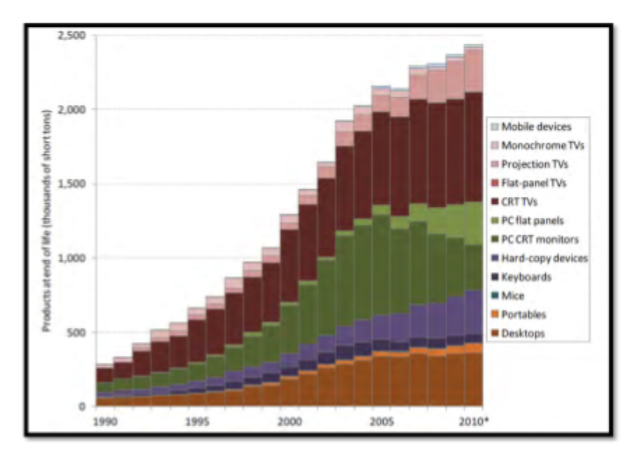 2,500
2,000
1,500
1,000
500
0
Products at end of life (thousands of short tons)
1990
1995
2000
2005
2010*
Mobile devices
Monochrome TVs
Projection TVs
Flat-panel TVs
CRT TVs
PC flat panels
PC CRT monitors
Hard-copy devices
Keyboards
Mice
Portables
Desktops